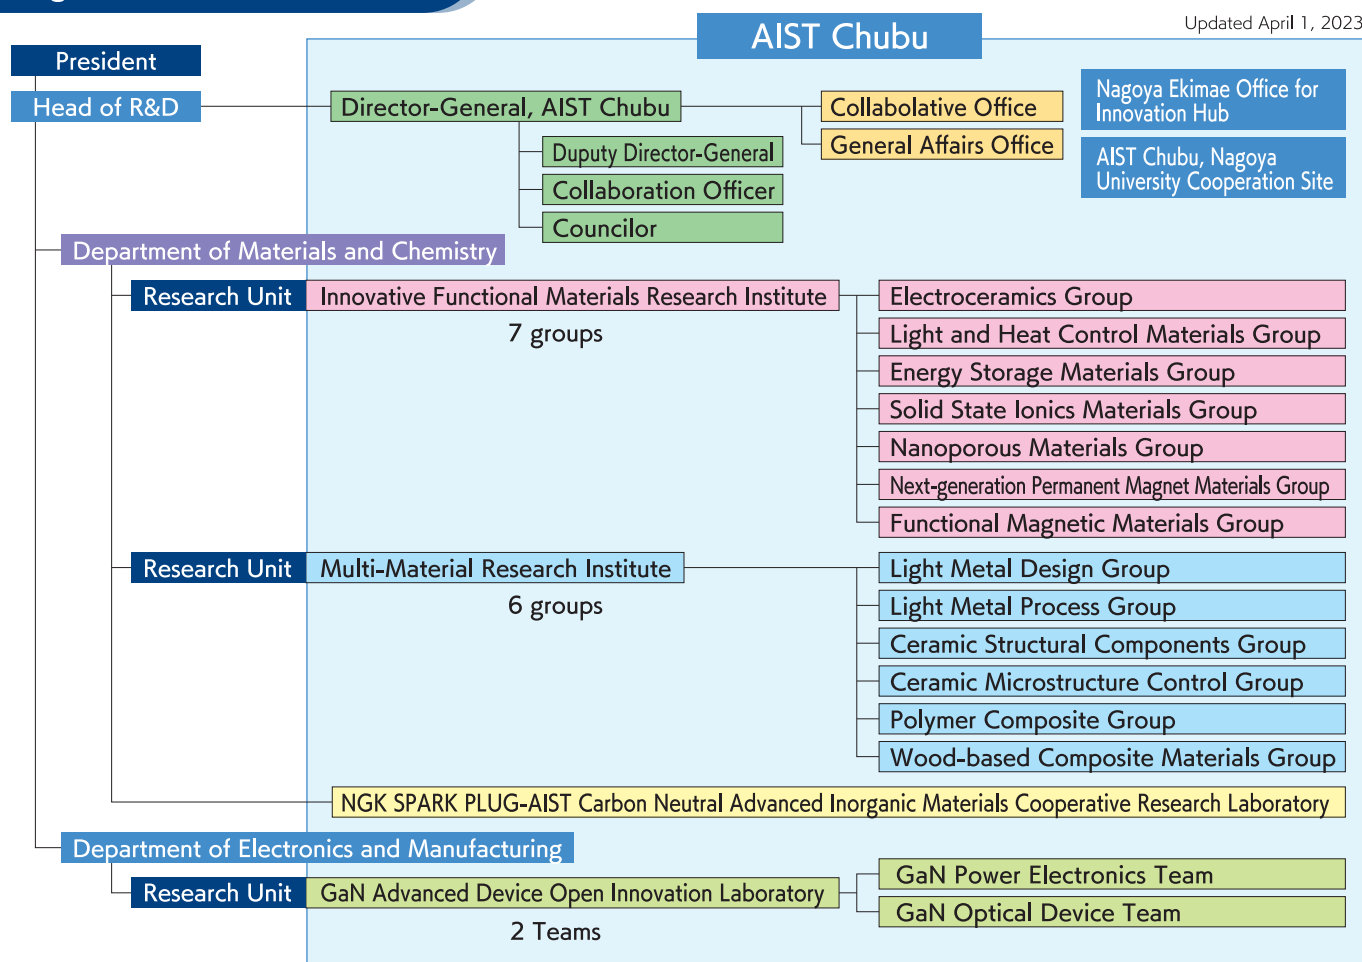 AIST Chubu
Updated April 1, 2023
President
Head of R&D
Director-General, AIST Chubu
Duputy Director-General
Collaboration Officer
Councilor
Collabolative Office
General Affairs Office
Nagoya Ekimae Office for
Innovation Hub
AIST Chubu, Nagoya
University Cooperation Site
Department of Materials and Chemistry
Research Unit
Innovative Functional Materials Research Institute
7 groups
Electroceramics Group
Light and Heat Control Materials Group
Energy Storage Materials Group
Solid State Ionics Materials Group
Nanoporous Materials Group
Next-generation Permanent Magnet Materials Group
Functional Magnetic Materials Group
Research Unit
Multi-Material Research Institute
6 groups
Light Metal Design Group
Light Metal Process Group
Ceramic Structural Components Group
Ceramic Microstructure Control Group
Polymer Composite Group
Wood-based Composite Materials Group
NGK SPARK PLUG-AIST Carbon Neutral Advanced Inorganic Materials Cooperative Research Laboratory
Department of Electronics and Manufacturing
Research Unit
GaN Advanced Device Open Innovation Laboratory
2 Teams
GaN Power Electronics Team
GaN Optical Device Team